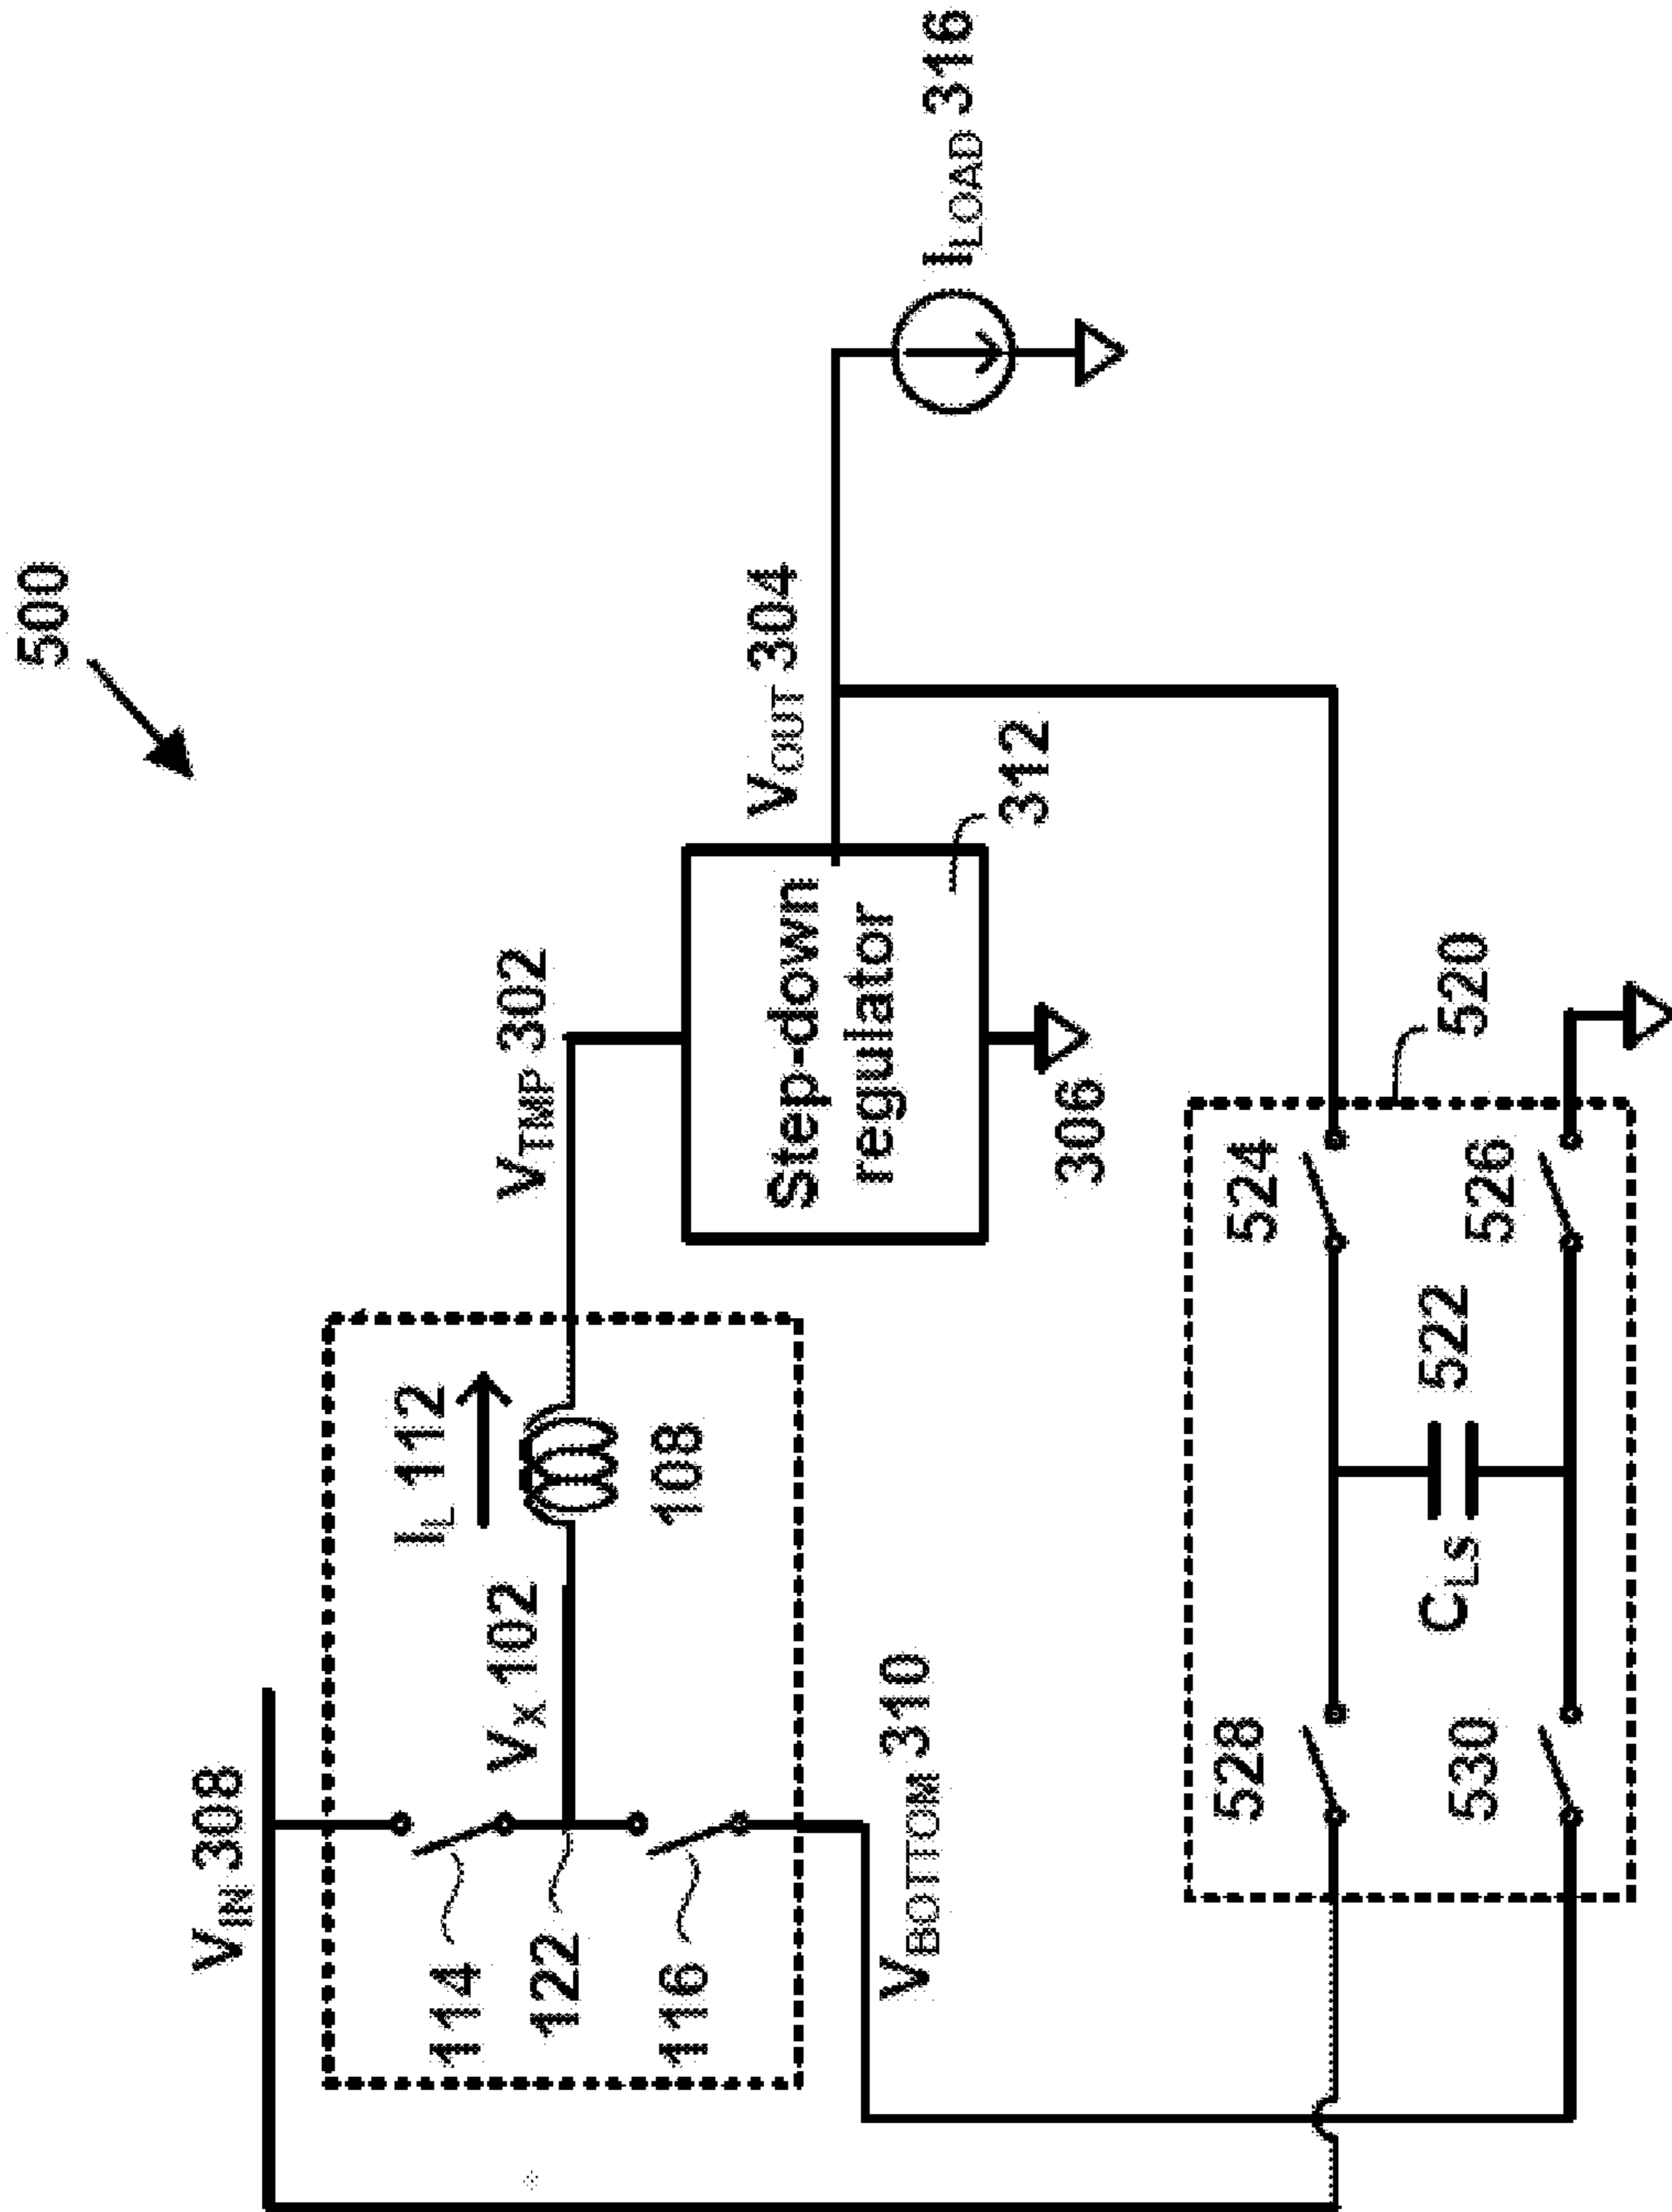 500
V_IN 308
I_L 112
V_X 102
114
122
116
108
V_TMP 302
Step-down
regulator
V_OUT 304
312
306
I_LOAD 316
V_BOTTOM 310
520
528
524
C_LS 522
530
526